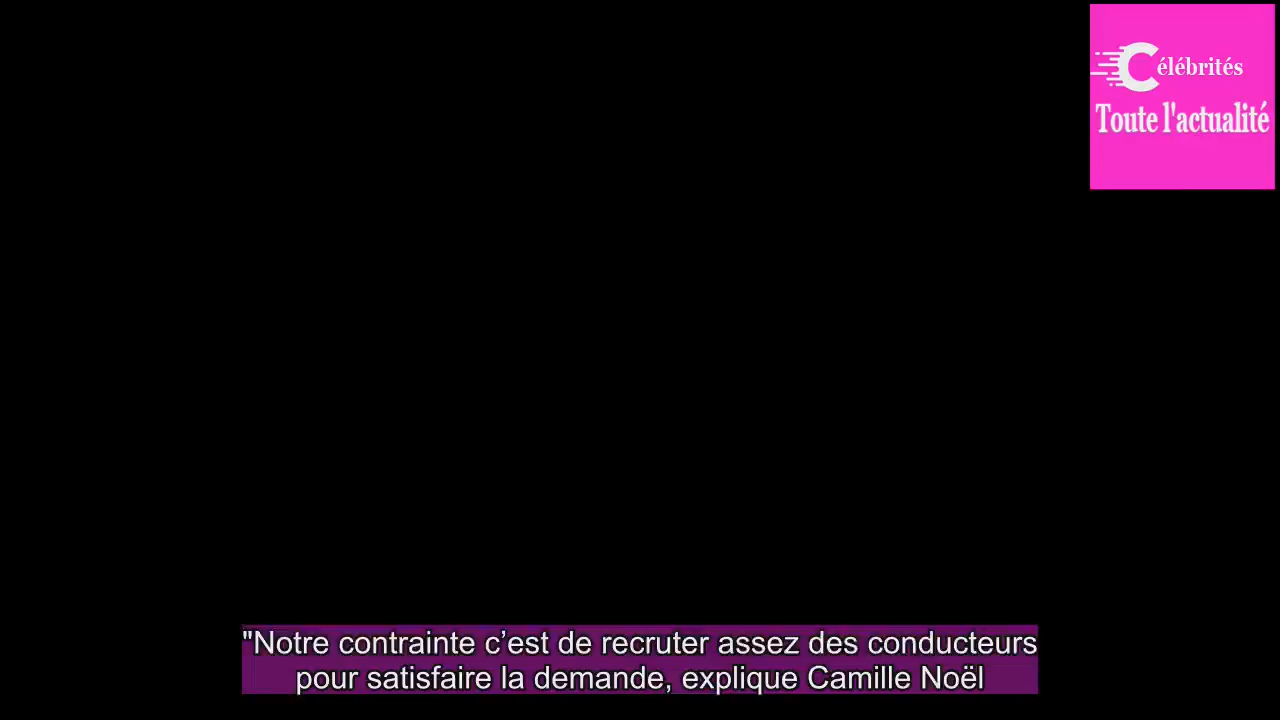 Célébrités
Toute l'actualité
"Notre contrainte c’est de recruter assez des conducteurs
pour satisfaire la demande, explique Camille Noël